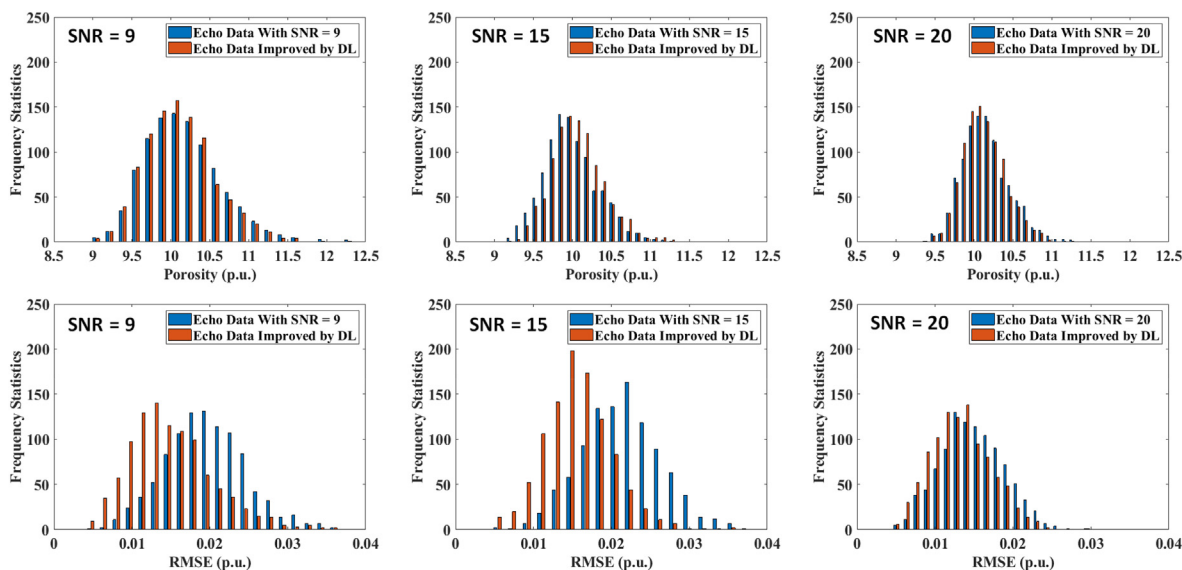 250
200
150
100
50
0
Frequency Statistics
SNR = 9
Echo Data With SNR = 9
Echo Data Improved by DL
8.5 9 9.5 10 10.5 11 11.5 12 12.5
Porosity (p.u.)
250
200
150
100
50
0
Frequency Statistics
SNR = 15
Echo Data With SNR = 15
Echo Data Improved by DL
8.5 9 9.5 10 10.5 11 11.5 12 12.5
Porosity (p.u.)
250
200
150
100
50
0
Frequency Statistics
SNR = 20
Echo Data With SNR = 20
Echo Data Improved by DL
8.5 9 9.5 10 10.5 11 11.5 12 12.5
Porosity (p.u.)
250
200
150
100
50
0
Frequency Statistics
SNR = 9
Echo Data With SNR = 9
Echo Data Improved by DL
0 0.01 0.02 0.03 0.04
RMSE (p.u.)
250
200
150
100
50
0
Frequency Statistics
SNR = 15
Echo Data With SNR = 15
Echo Data Improved by DL
0 0.01 0.02 0.03 0.04
RMSE (p.u.)
250
200
150
100
50
0
Frequency Statistics
SNR = 20
Echo Data With SNR = 20
Echo Data Improved by DL
0 0.01 0.02 0.03 0.04
RMSE (p.u.)